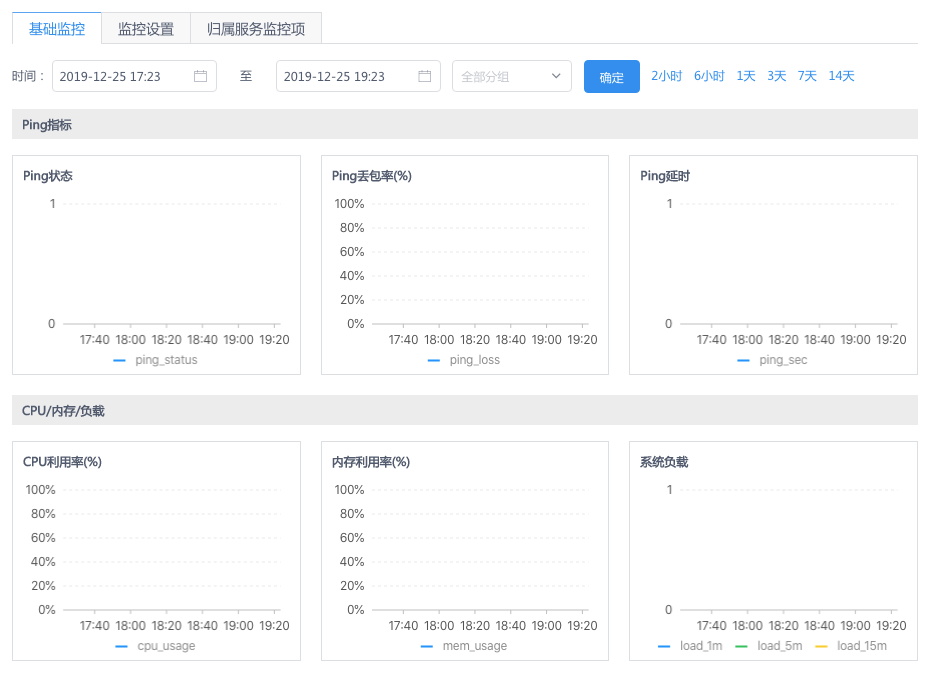 基础监控 监控设置 归属服务监控项
时间： 2019-12-25 17:23 至 2019-12-25 19:23 全部分组 确定 2小时 6小时 1天 3天 7天 14天
Ping指标
Ping状态
1
0
17:40 18:00 18:20 18:40 19:00 19:20
ping_status
Ping丢包率(%)
100%
80%
60%
40%
20%
0%
17:40 18:00 18:20 18:40 19:00 19:20
ping_loss
Ping延时
1
0
17:40 18:00 18:20 18:40 19:00 19:20
ping_sec
CPU/内存/负载
CPU利用率(%)
100%
80%
60%
40%
20%
0%
17:40 18:00 18:20 18:40 19:00 19:20
cpu_usage
内存利用率(%)
100%
80%
60%
40%
20%
0%
17:40 18:00 18:20 18:40 19:00 19:20
mem_usage
系统负载
1
0
17:40 18:00 18:20 18:40 19:00 19:20
load_1m load_5m load_15m